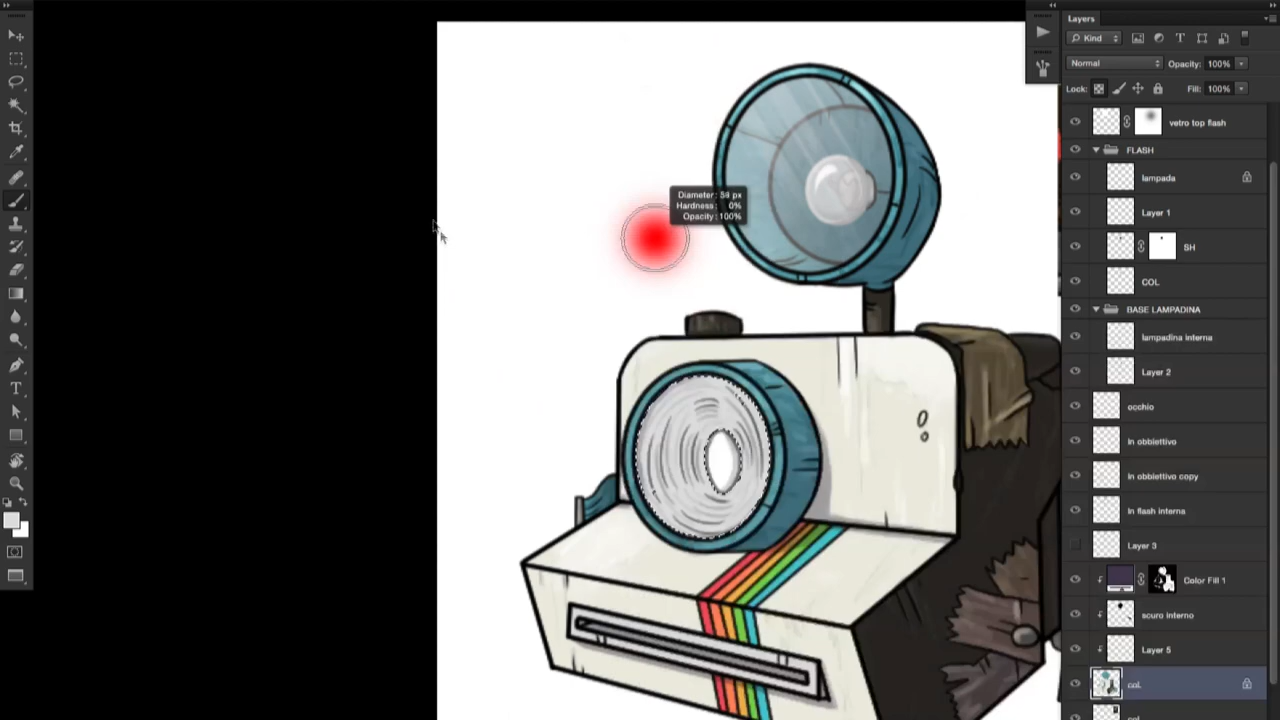 Layers
Kind
Normal
Opacity: 100%
Lock:
Fill: 100%
vetro top flash
FLASH
lampada
Layer 1
SH
COL
BASE LAMPADINA
lampadina interna
Layer 2
occhio
In obbiettivo
In obbiettivo copy
In flash interna
Layer 3
Color Fill 1
scuro interno
Layer 5
coL
Diameter: 58 px
Hardness: 0%
Opacity: 100%